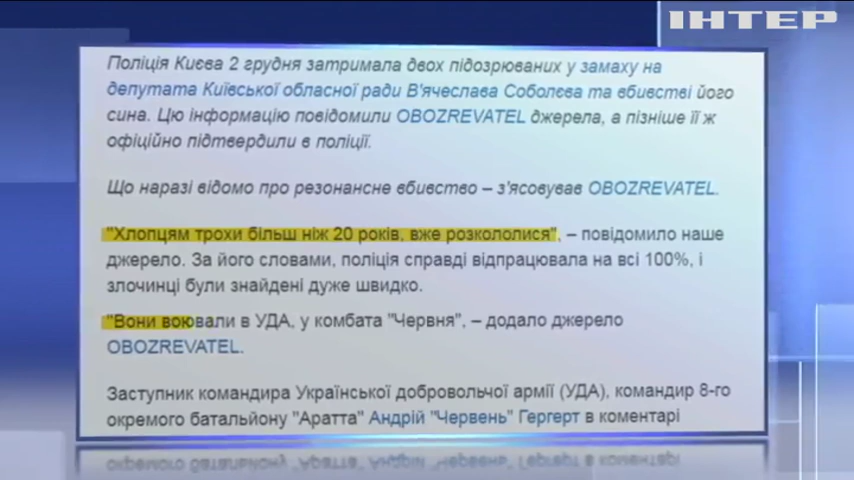 ІНТЕР
Поліція Києва 2 грудня затримала двох підозрюваних у замаху на
депутата Київської обласної ради В'ячеслава Соболєва та вбивстві його
сина. Цю інформацію повідомили OBOZREVATEL джерела, а пізніше її ж
офіційно підтвердили в поліції.
Що наразі відомо про резонансне вбивство – з'ясовував OBOZREVATEL.
"Хлопцям трохи більш ніж 20 років, вже розкололися", – повідомило наше
джерело. За його словами, поліція справді відпрацювала на всі 100%, і
злочинці були знайдені дуже швидко.
"Вони воювали в УДА, у комбата "Червня", – додало джерело
OBOZREVATEL.
Заступник командира Української добровольчої армії (УДА), командир 8-го
окремого батальйону "Аратта" Андрій "Червень" Гергерт в коментарі